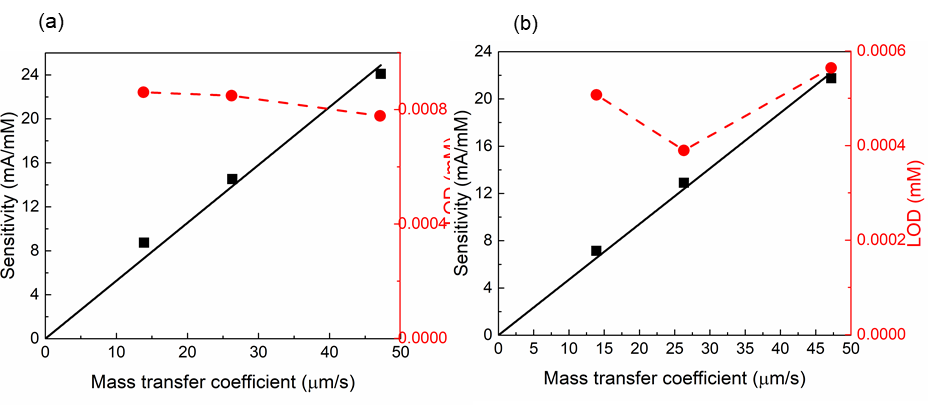 (a)
24
20
16
12
8
4
0
Sensitivity (mA/mM)
0.0008
0.0004
0.0000
LOD (mM)
0 10 20 30 40 50
Mass transfer coefficient (μm/s)
(b)
24
20
16
12
8
4
0
Sensitivity (mA/mM)
0.0006
0.0004
0.0002
0.0000
LOD (mM)
0 5 10 15 20 25 30 35 40 45 50
Mass transfer coefficient (μm/s)